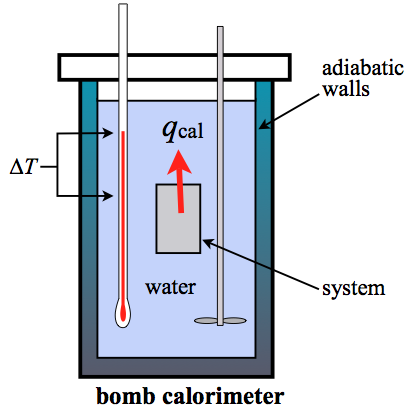 adiabatic
walls
qcal
ΔT
water
system
bomb calorimeter